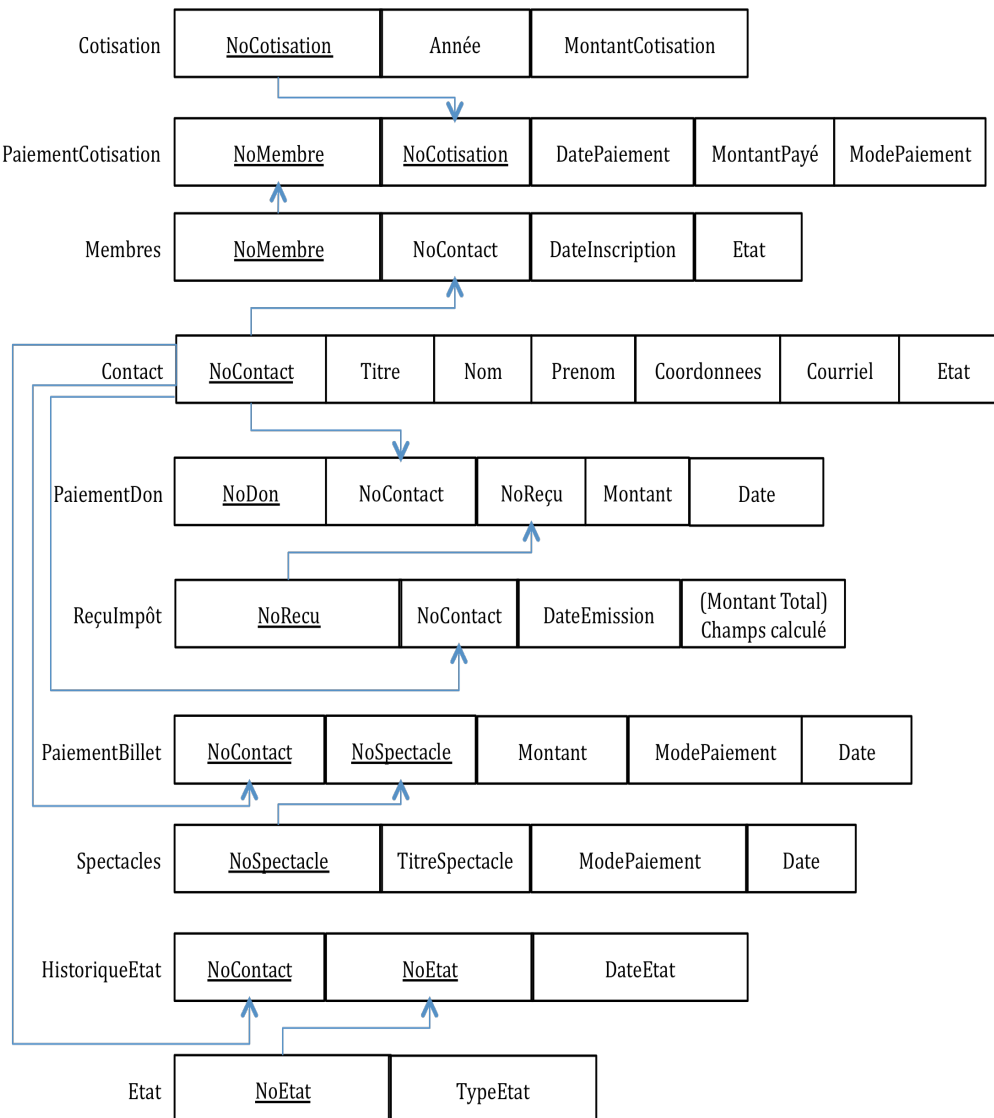 Cotisation NoCotisation Année MontantCotisation
PaiementCotisation NoMembre NoCotisation DatePaiement MontantPayé ModePaiement
Membres NoMembre NoContact DateInscription Etat
Contact NoContact Titre Nom Prenom Coordonnees Courriel Etat
PaiementDon NoDon NoContact NoReçu Montant Date
ReçuImpôt NoRecu NoContact DateEmission (Montant Total)
Champs calculé
PaiementBillet NoContact NoSpectacle Montant ModePaiement Date
Spectacles NoSpectacle TitreSpectacle ModePaiement Date
HistoriqueEtat NoContact NoEtat DateEtat
Etat NoEtat TypeEtat